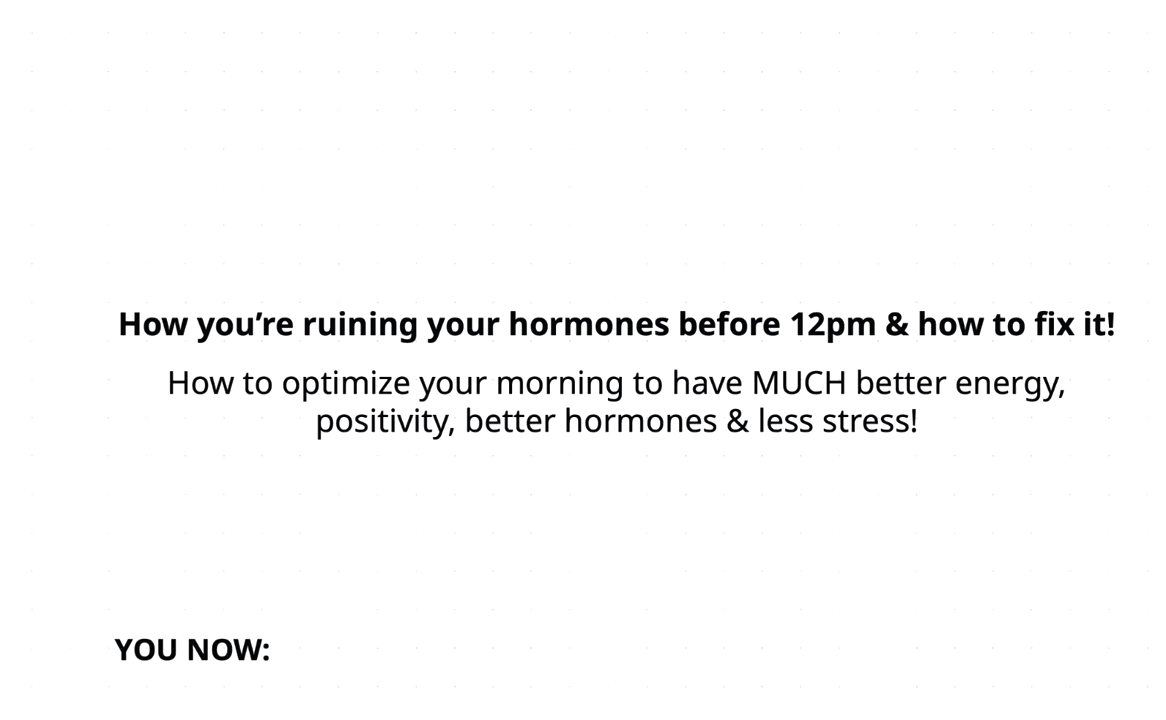 How you’re ruining your hormones before 12pm & how to fix it!
How to optimize your morning to have MUCH better energy,
positivity, better hormones & less stress!
YOU NOW: